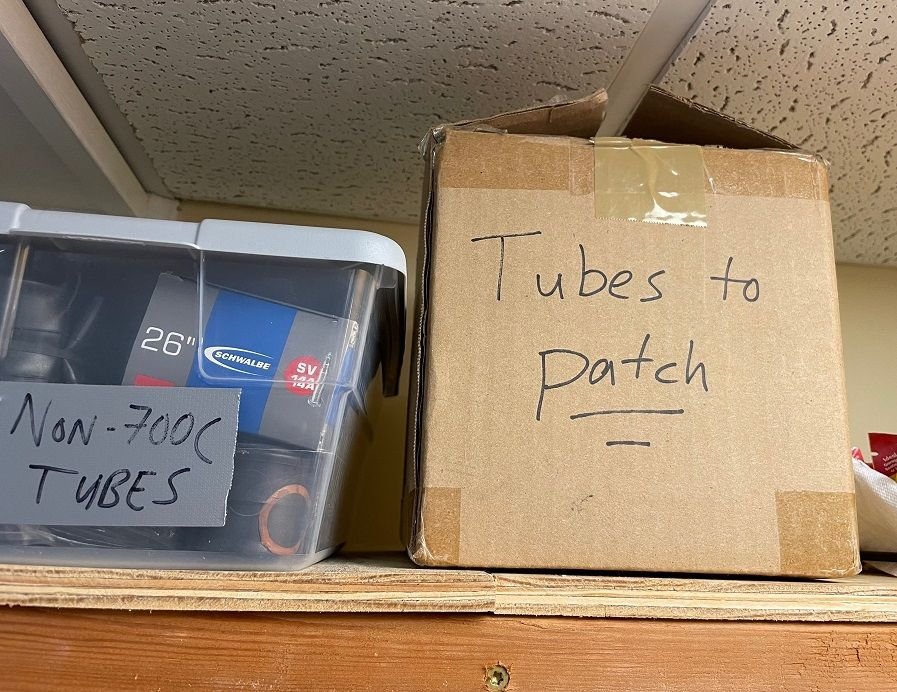 26"
SCHWALBE
SV
14A
NON-700C
TUBES
Tubes to
patch